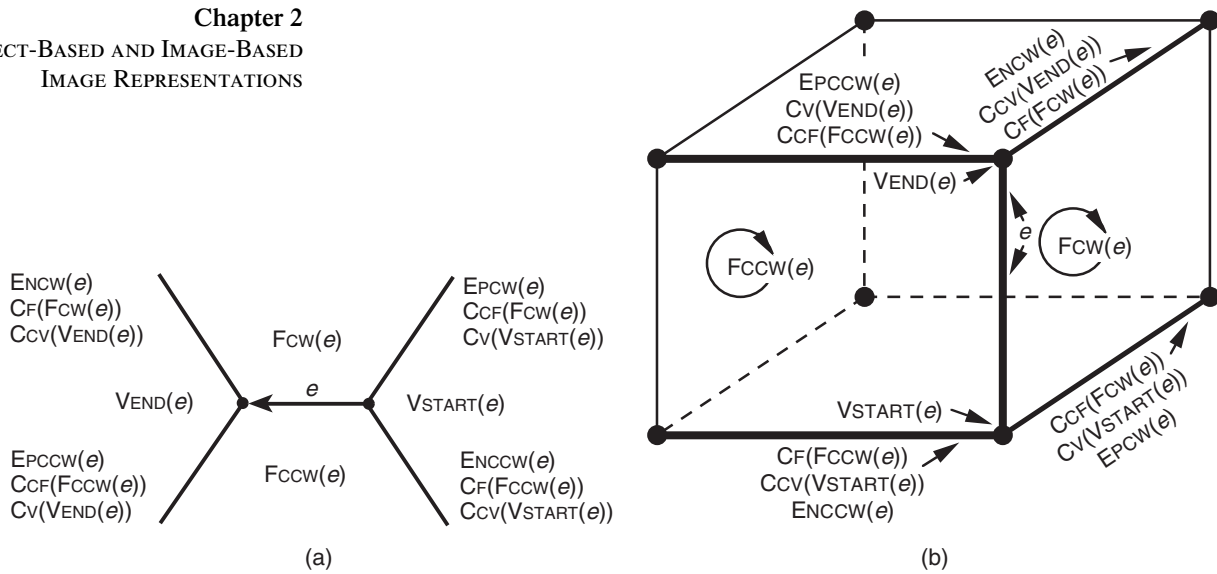 Chapter 2
ECT-BASED AND IMAGE-BASED
IMAGE REPRESENTATIONS
ENCW(e)
CF(FCW(e))
CCV(VEND(e))
EPCW(e)
CCF(FCW(e))
CV(VSTART(e))
FCW(e)
e
VEND(e)
VSTART(e)
EPCCW(e)
CCF(FCCW(e))
CV(VEND(e))
FCCW(e)
ENCCW(e)
CF(FCCW(e))
CCV(VSTART(e))
(a)
ENCW(e)
CCV(VEND(e))
CF(FCW(e))
EPCCW(e)
CV(VEND(e))
CCF(FCCW(e))
VEND(e)
e
FCCW(e)
FCW(e)
VSTART(e)
CF(FCCW(e))
CCV(VSTART(e))
ENCCW(e)
CCF(FCW(e))
CV(VSTART(e))
EPCW(e)
(b)